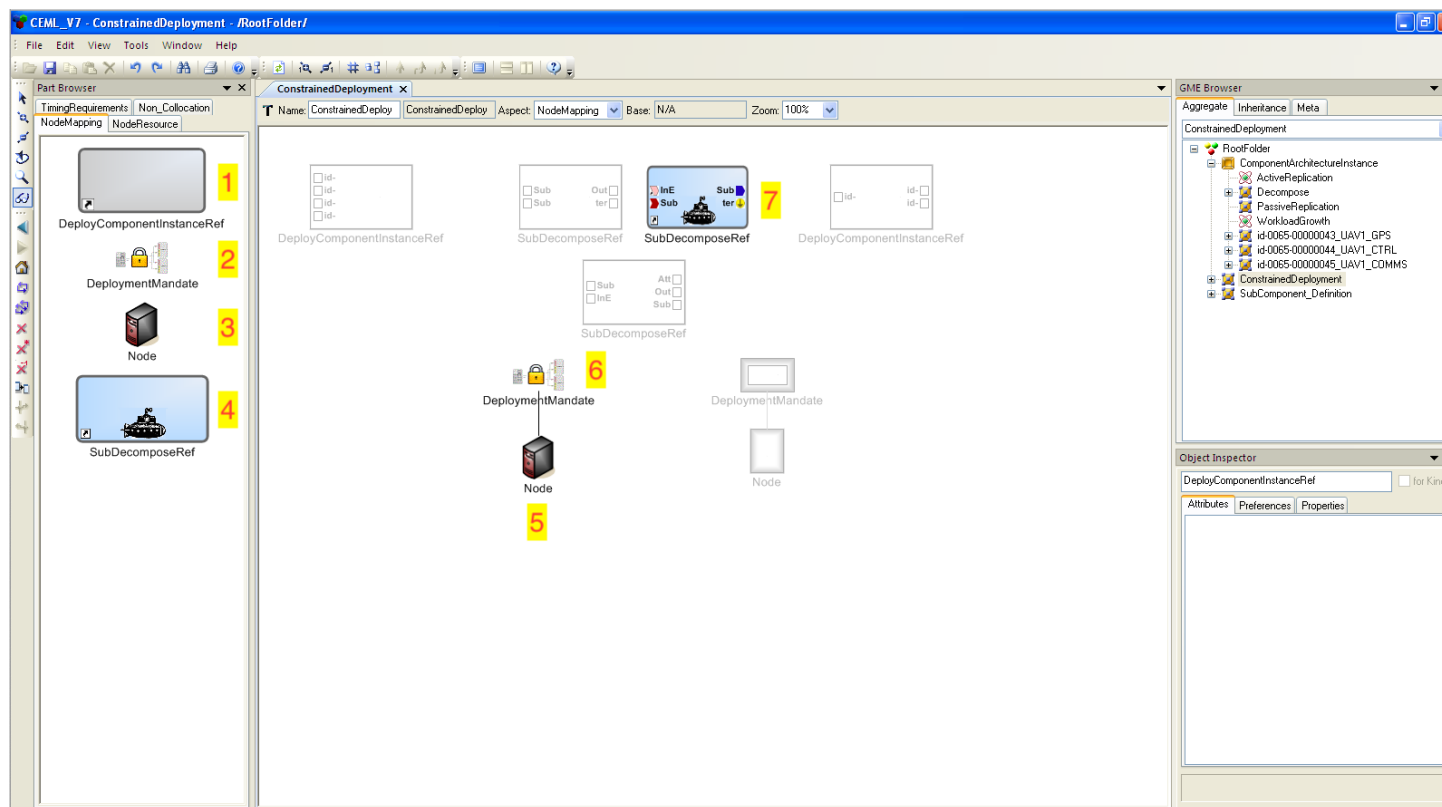 CEML_V7 - ConstrainedDeployment - /RootFolder/
File Edit View Tools Window Help
Part Browser
TimingRequirements Non_Collocation
NodeMapping NodeResource
1
DeployComponentInstanceRef
2
DeploymentMandate
3
Node
4
SubDecomposeRef
ConstrainedDeployment
Name: ConstrainedDeploy ConstrainedDeploy Aspect: NodeMapping Base: N/A Zoom: 100%
id-
id-
id-
id-
DeployComponentInstanceRef
Sub Out
Sub ter
SubDecomposeRef
InE Sub
Sub ter
SubDecomposeRef
7
id- id-
id-
DeployComponentInstanceRef
Sub Att
InE Out
Sub
SubDecomposeRef
6
DeploymentMandate
Node
5
DeploymentMandate
Node
GME Browser
Aggregate Inheritance Meta
ConstrainedDeployment
RootFolder
ComponentArchitectureInstance
ActiveReplication
Decompose
PassiveReplication
WorkloadGrowth
id-0065-00000043_UAV1_GPS
id-0065-00000044_UAV1_CTRL
id-0065-00000045_UAV1_COMMS
ConstrainedDeployment
SubComponent_Definition
Object Inspector
DeployComponentInstanceRef for Kin
Attributes Preferences Properties